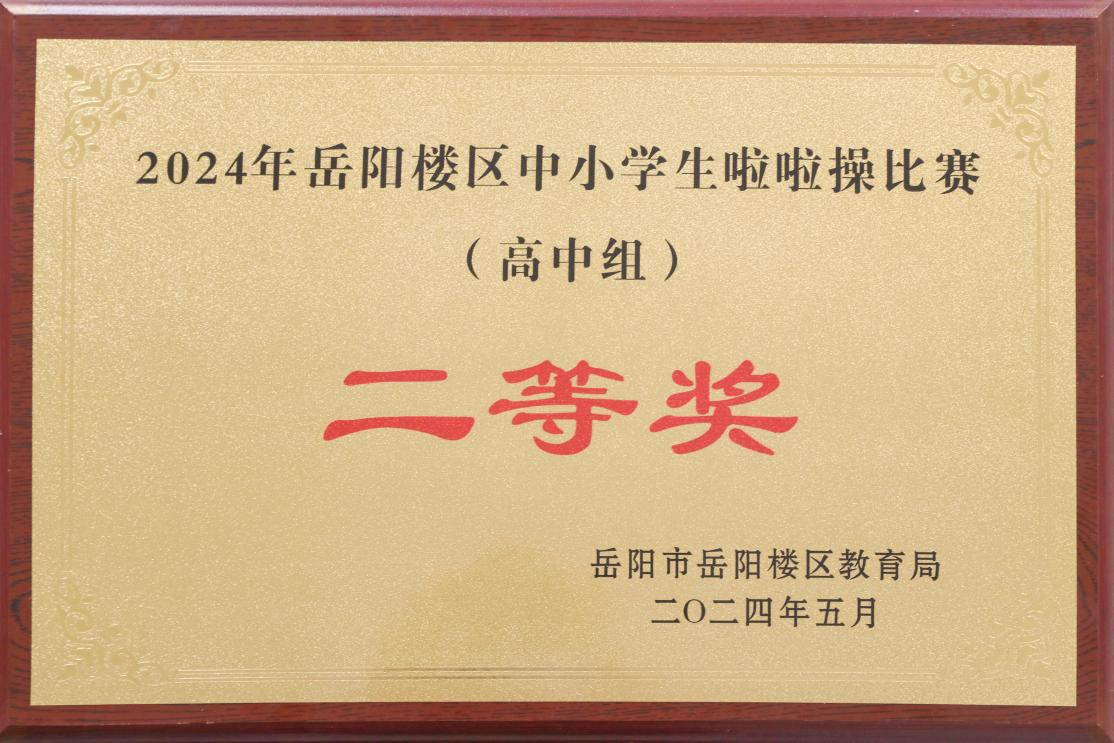 2024年岳阳楼区中小学生啦啦操比赛
（高中组）
二等奖
岳阳市岳阳楼区教育局
二〇二四年五月